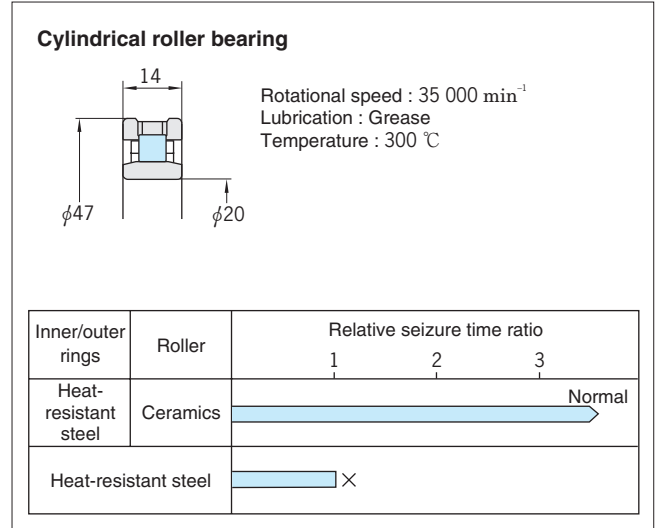 Cylindrical roller bearing
14
Rotational speed : 35 000 min⁻¹
Lubrication : Grease
Temperature : 300 ℃
ϕ47
ϕ20
Inner/outer
rings
Roller
Relative seizure time ratio
1 2 3
Heat-
resistant
steel
Ceramics
Normal
Heat-resistant steel
×